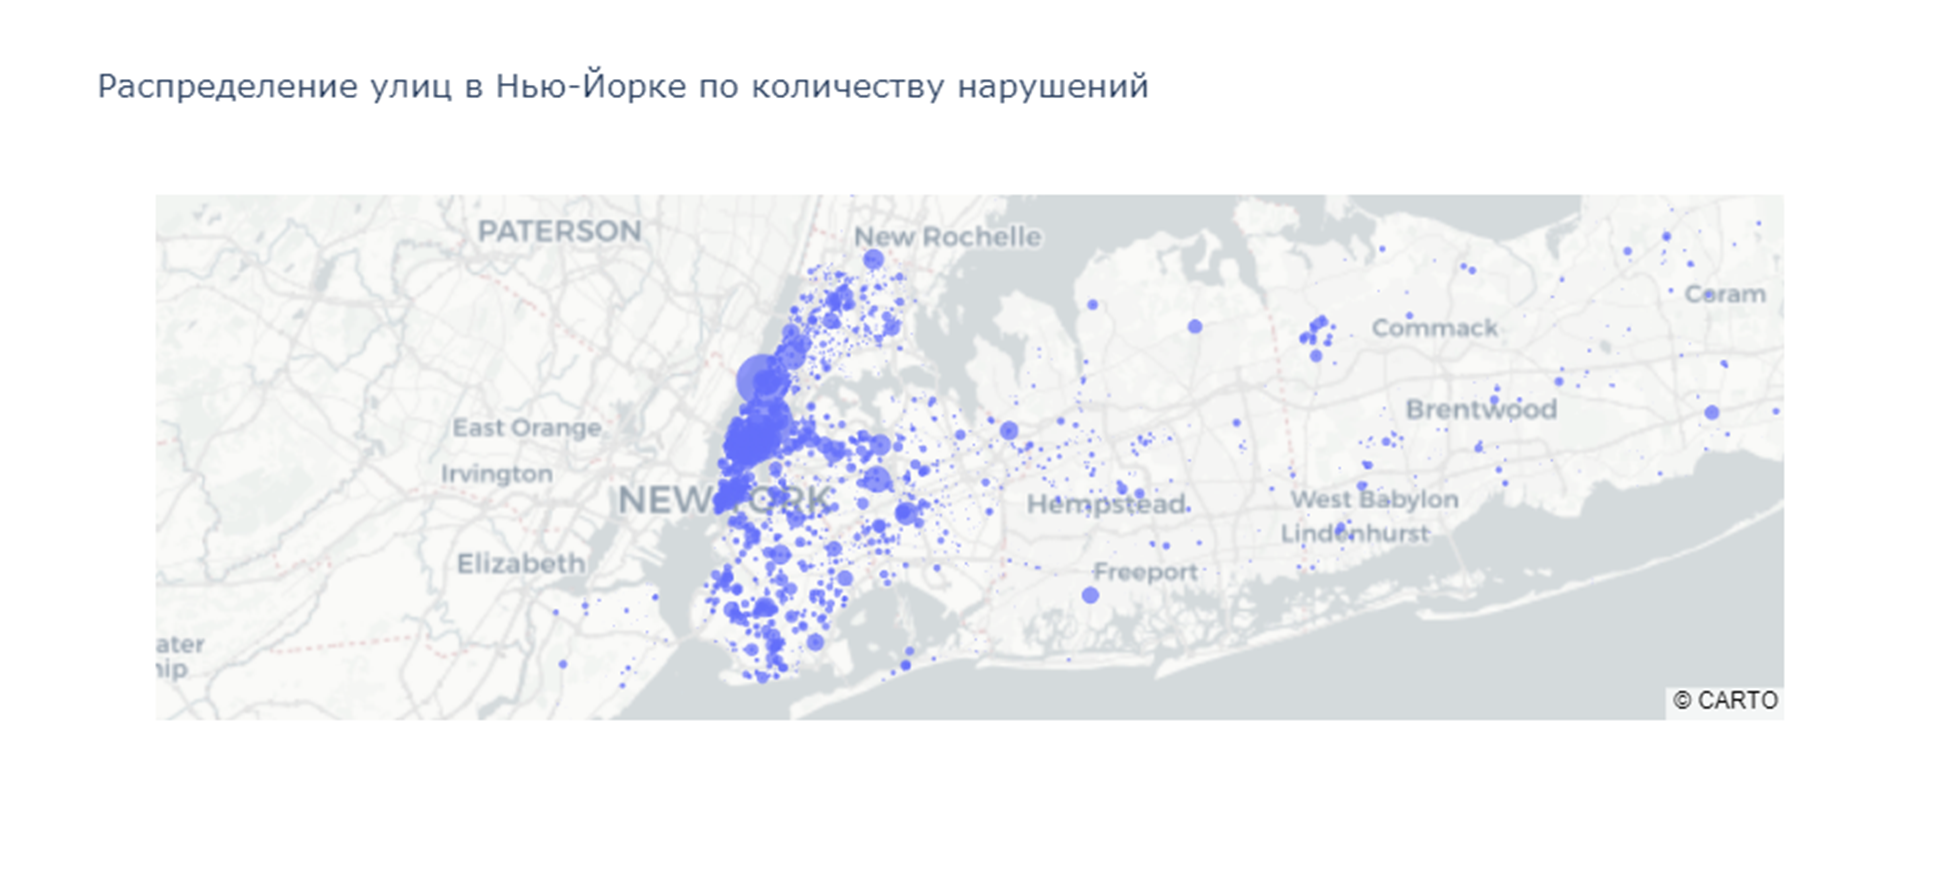 Распределение улиц в Нью-Йорке по количеству нарушений
PATERSON
New Rochelle
Coram
Commack
Brentwood
East Orange
Irvington
NEW YORK
Hempstead
West Babylon
Lindenhurst
Elizabeth
Freeport
ater
hip
© CARTO